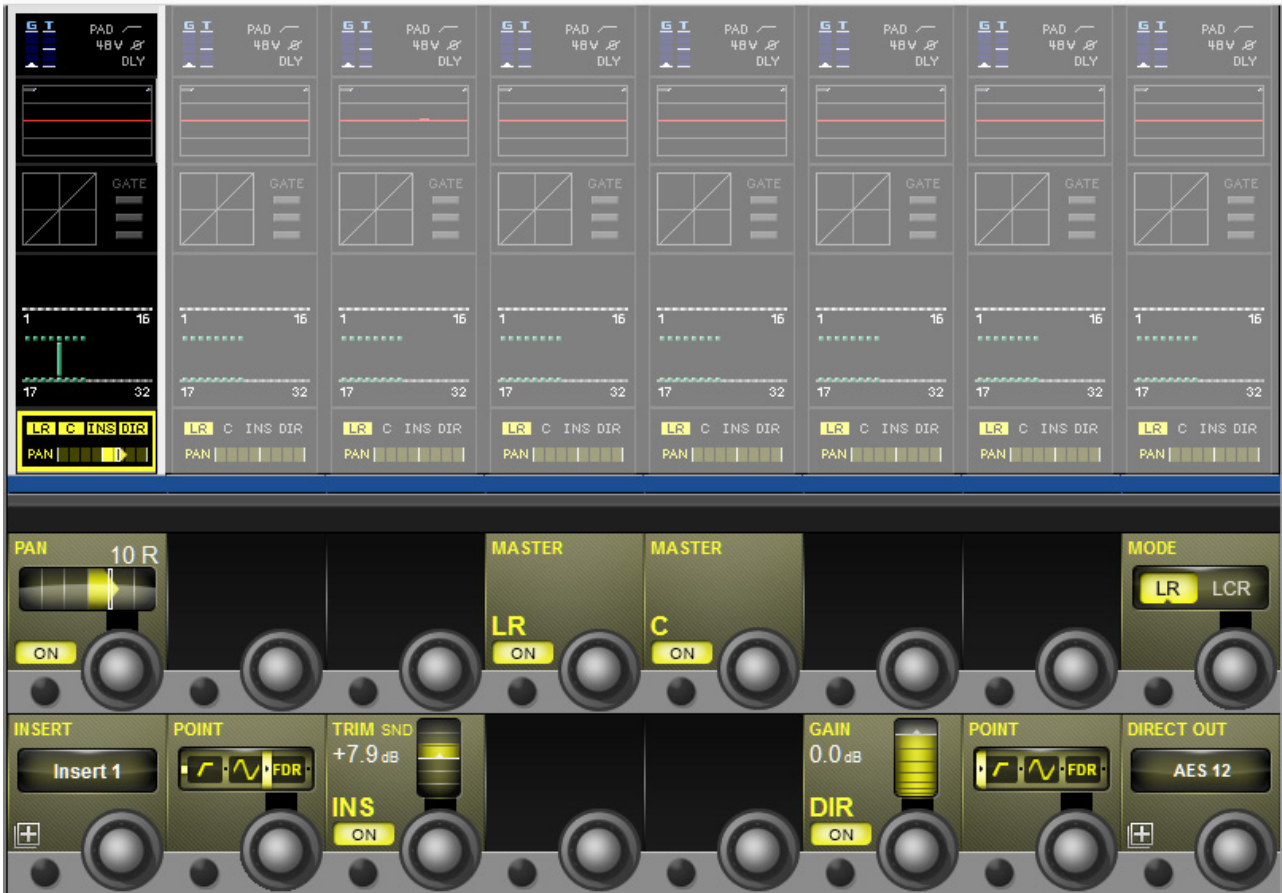 G T PAD G T PAD G T PAD G T PAD G T PAD G T PAD G T PAD G T PAD
48V 48V 48V 48V 48V 48V 48V 48V
DLY DLY DLY DLY DLY DLY DLY DLY
GATE GATE GATE GATE GATE GATE GATE GATE
1 16 1 16 1 16 1 16 1 16 1 16 1 16 1 16
17 32 17 32 17 32 17 32 17 32 17 32 17 32 17 32
LR C INS DIR LR C INS DIR LR C INS DIR LR C INS DIR LR C INS DIR LR C INS DIR LR C INS DIR LR C INS DIR
PAN PAN PAN PAN PAN PAN PAN PAN
PAN MASTER MASTER MODE
10 R
LR LCR
LR C
ON ON ON
INSERT POINT TRIM SND GAIN POINT DIRECT OUT
+7.9 dB 0.0 dB
Insert 1 FDR FDR AES 12
INS DIR
ON ON